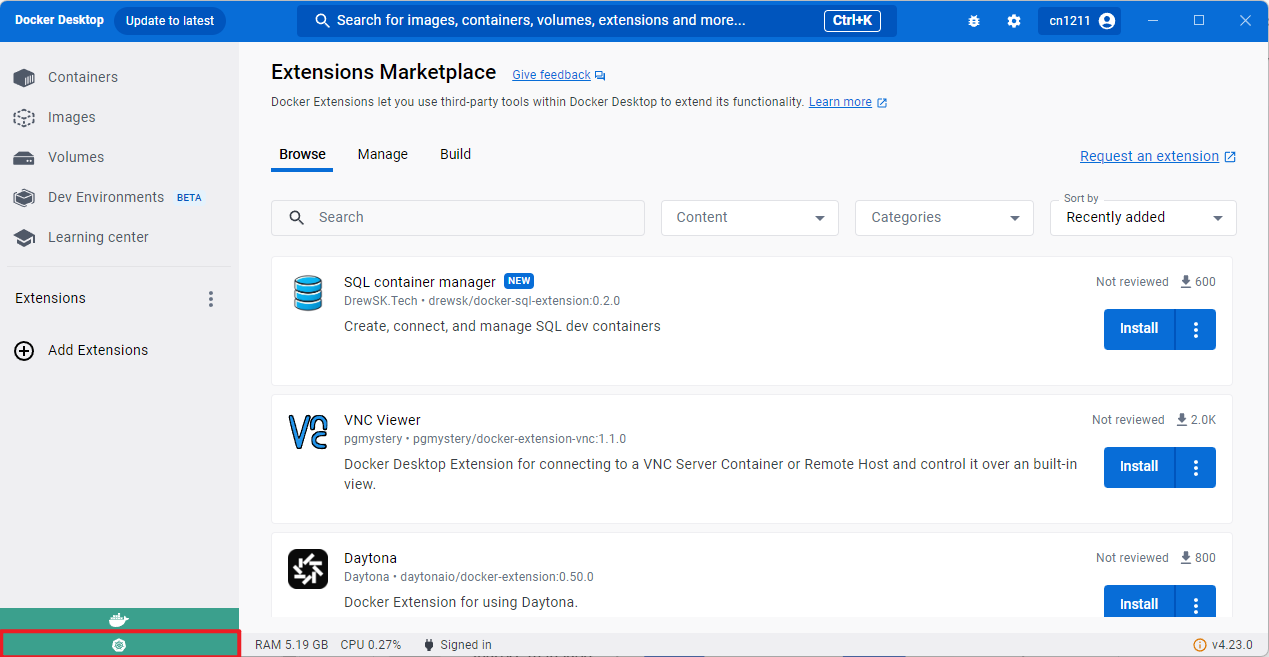 Docker Desktop Update to latest Search for images, containers, volumes, extensions and more... Ctrl+K cn1211
Containers
Images
Volumes
Dev Environments BETA
Learning center
Extensions
Add Extensions
Extensions Marketplace Give feedback
Docker Extensions let you use third-party tools within Docker Desktop to extend its functionality. Learn more
Browse Manage Build Request an extension
Search Content Categories Sort by Recently added
SQL container manager NEW Not reviewed 600
DrewSK.Tech • drewsk/docker-sql-extension:0.2.0
Create, connect, and manage SQL dev containers
Install
VNC Viewer Not reviewed 2.0K
pgmystery • pgmystery/docker-extension-vnc:1.1.0
Docker Desktop Extension for connecting to a VNC Server Container or Remote Host and control it over an built-in
view.
Install
Daytona Not reviewed 800
Daytona • daytonaio/docker-extension:0.50.0
Docker Extension for using Daytona.
Install
RAM 5.19 GB CPU 0.27% Signed in v4.23.0